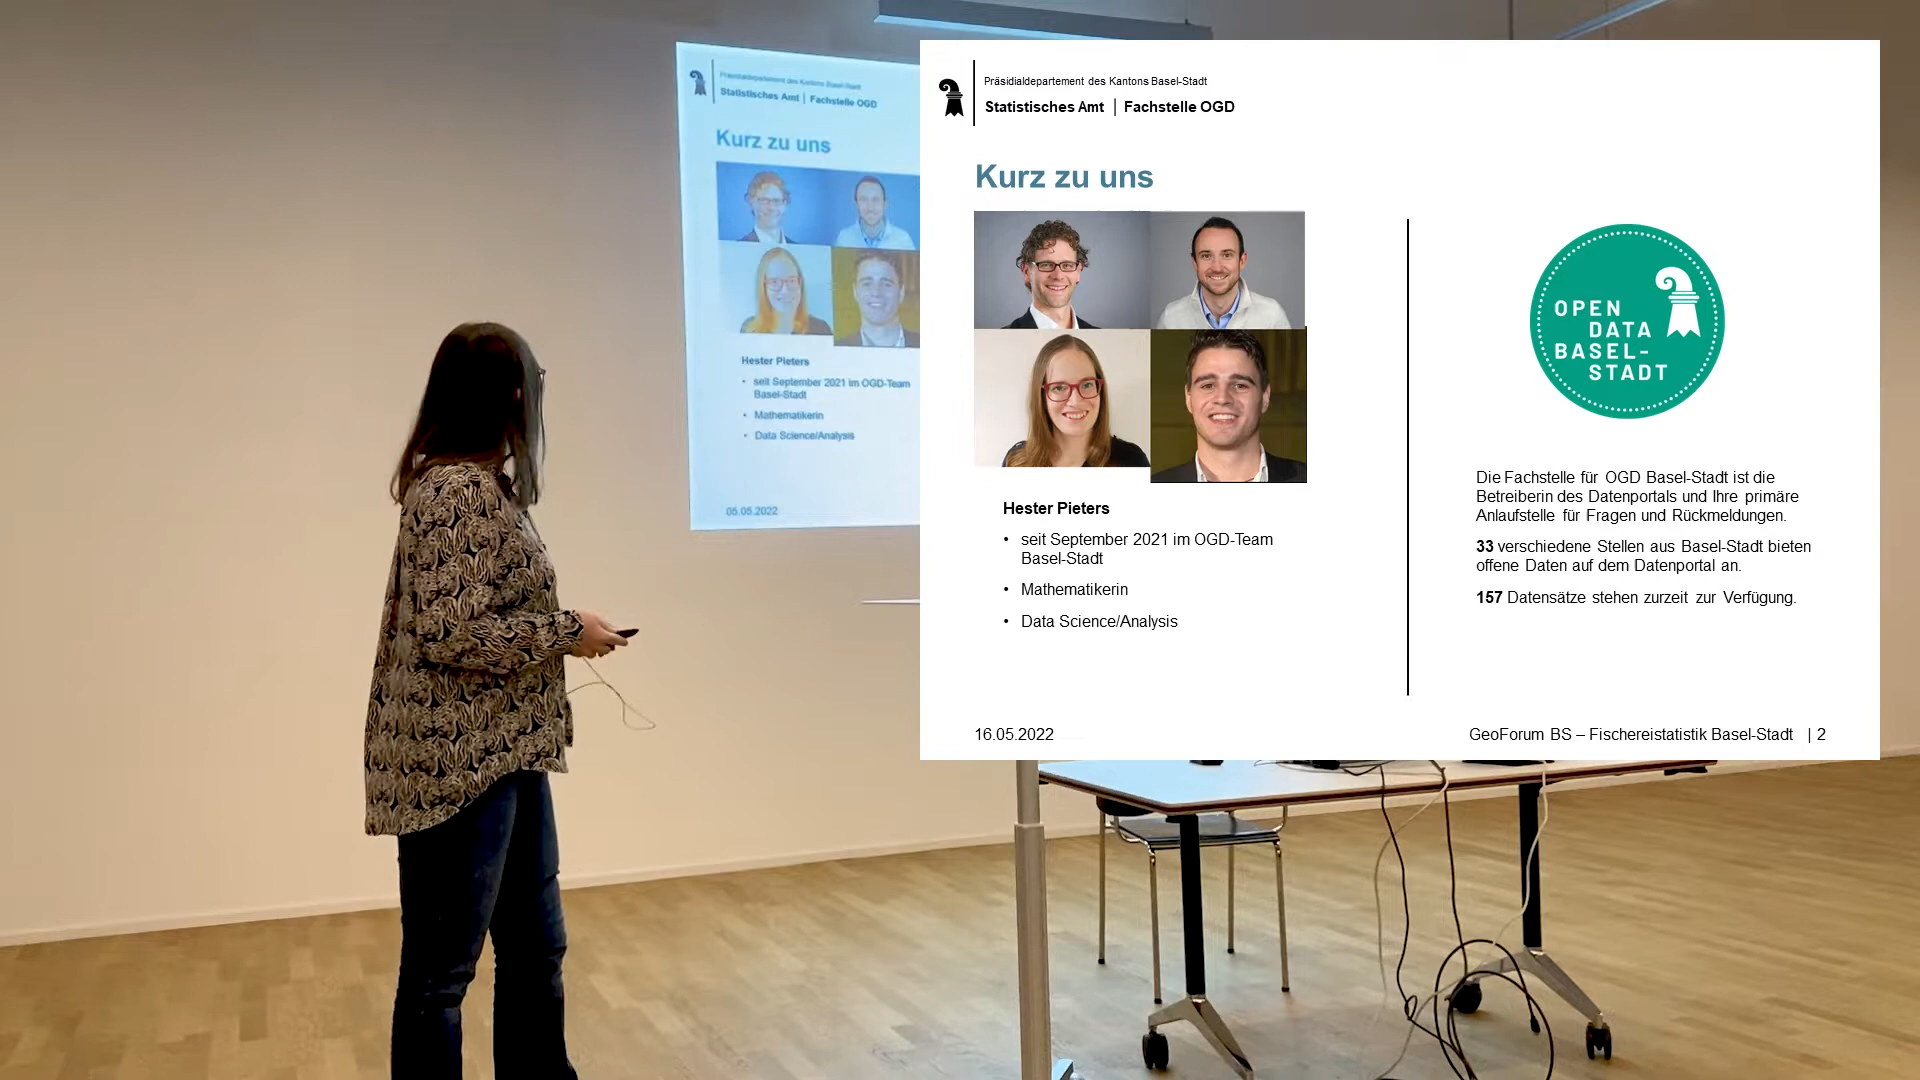 Präsidialdepartement des Kantons Basel-Stadt
Statistisches Amt | Fachstelle OGD
Kurz zu uns
Hester Pieters
• seit September 2021 im OGD-Team
Basel-Stadt
• Mathematikerin
• Data Science/Analysis
05.05.2022
Präsidialdepartement des Kantons Basel-Stadt
Statistisches Amt | Fachstelle OGD
Kurz zu uns
Hester Pieters
• seit September 2021 im OGD-Team
Basel-Stadt
• Mathematikerin
• Data Science/Analysis
OPEN
DATA
BASEL-
STADT
Die Fachstelle für OGD Basel-Stadt ist die
Betreiberin des Datenportals und Ihre primäre
Anlaufstelle für Fragen und Rückmeldungen.
33 verschiedene Stellen aus Basel-Stadt bieten
offene Daten auf dem Datenportal an.
157 Datensätze stehen zurzeit zur Verfügung.
16.05.2022
GeoForum BS – Fischereistatistik Basel-Stadt | 2